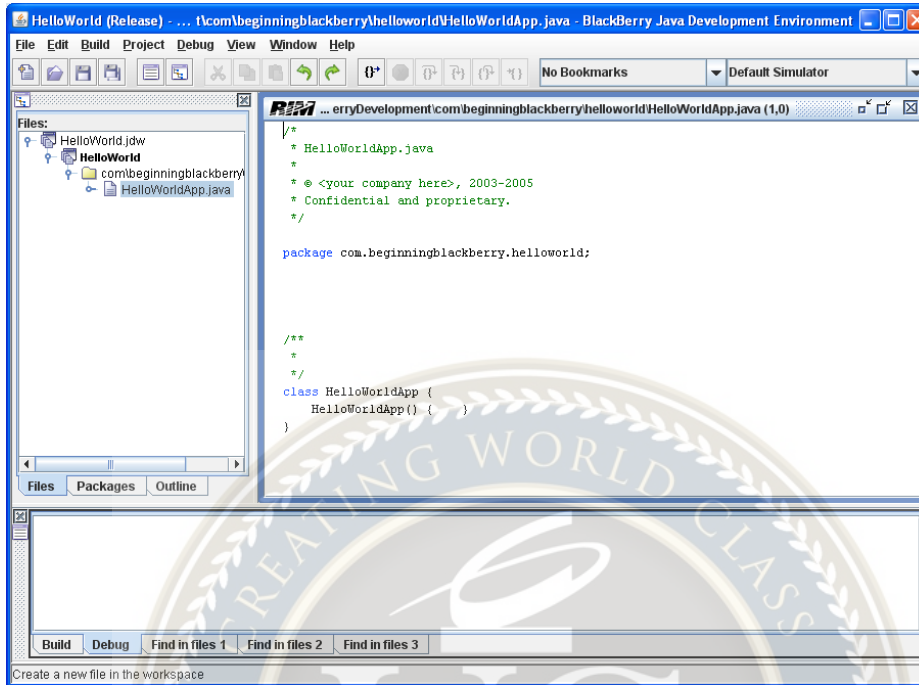 HelloWorld (Release) - ... t\com\beginningblackberry\helloworld\HelloWorldApp.java - BlackBerry Java Development Environment
File Edit Build Project Debug View Window Help
No Bookmarks Default Simulator
Files:
HelloWorld.jdw
HelloWorld
com\beginningblackberry\
HelloWorldApp.java
Files Packages Outline
RIM ... erryDevelopment\com\beginningblackberry\helloworld\HelloWorldApp.java (1,0)
/*
* HelloWorldApp.java
*
* © <your company here>, 2003-2005
* Confidential and proprietary.
*/
package com.beginningblackberry.helloworld;
/**
*
*/
class HelloWorldApp {
HelloWorldApp() { }
}
CREATING WORLD CLASS
Build Debug Find in files 1 Find in files 2 Find in files 3
Create a new file in the workspace